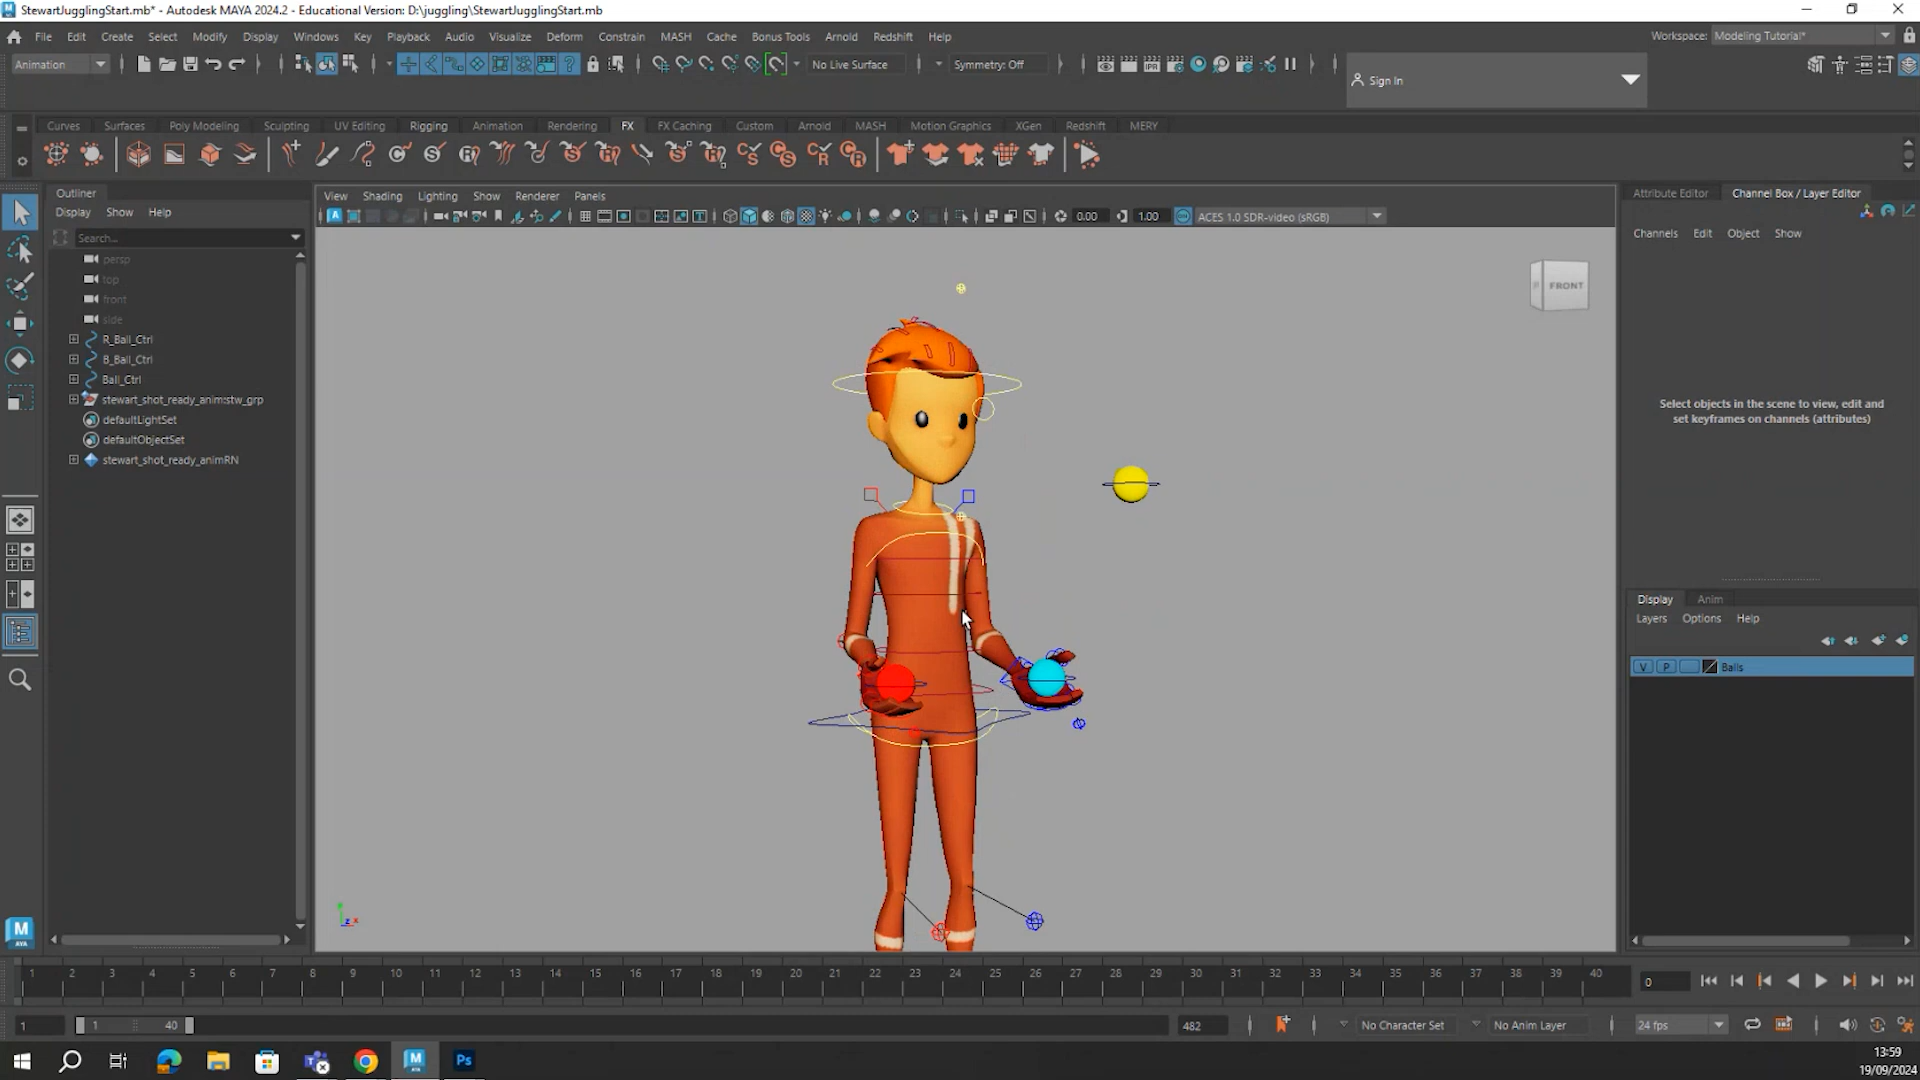 StewartJugglingStart.mb* - Autodesk MAYA 2024.2 - Educational Version: D:\juggling\StewartJugglingStart.mb
File Edit Create Select Modify Display Windows Key Playback Audio Visualize Deform Constrain MASH Cache Bonus Tools Arnold Redshift Help
Workspace: Modeling Tutorial*
Animation
No Live Surface
Symmetry: Off
IPR
Sign In
Curves Surfaces Poly Modeling Sculpting UV Editing Rigging Animation Rendering FX FX Caching Custom Arnold MASH Motion Graphics XGen Redshift MERY
Outliner
Display Show Help
Search...
persp
top
front
side
R_Ball_Ctrl
B_Ball_Ctrl
Ball_Ctrl
stewart_shot_ready_anim:stw_grp
defaultLightSet
defaultObjectSet
stewart_shot_ready_animRN
View Shading Lighting Show Renderer Panels
0.00
1.00
ACES 1.0 SDR-video (sRGB)
FRONT
Attribute Editor Channel Box / Layer Editor
Channels Edit Object Show
Select objects in the scene to view, edit and
set keyframes on channels (attributes)
Display Anim
Layers Options Help
V P Balls
M
AYA
1 2 3 4 5 6 7 8 9 10 11 12 13 14 15 16 17 18 19 20 21 22 23 24 25 26 27 28 29 30 31 32 33 34 35 36 37 38 39 40
0
1
1
40
482
No Character Set
No Anim Layer
24 fps
M
Ps
13:59
19/09/2024